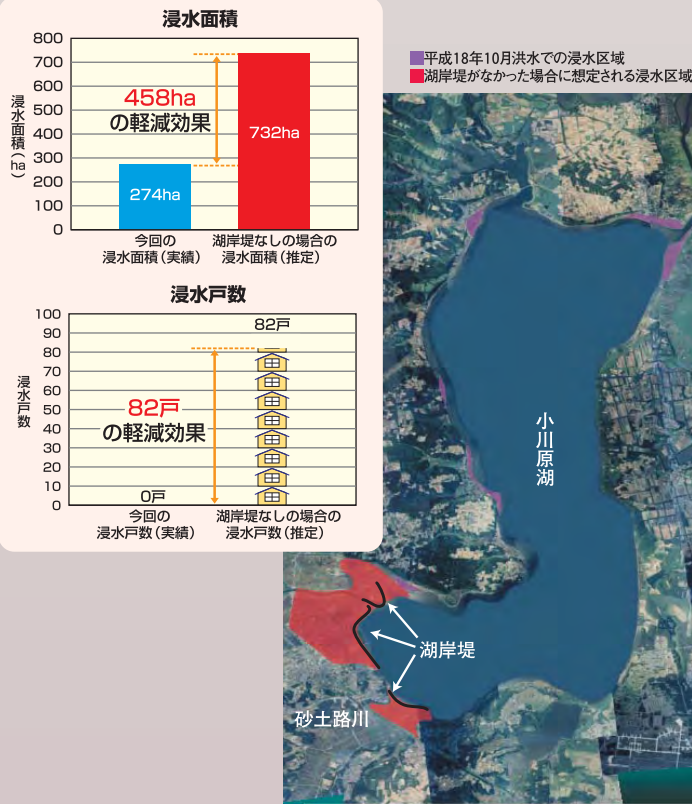 浸水面積
800
700
600
500
400
300
200
100
0
浸水面積(ha)
458ha
の軽減効果
274ha
732ha
今回の
浸水面積(実績)
湖岸堤なしの場合の
浸水面積(推定)
浸水戸数
100
90
80
70
60
50
40
30
20
10
0
浸水戸数
82戸
82戸
の軽減効果
0戸
今回の
浸水戸数(実績)
湖岸堤なしの場合の
浸水戸数(推定)
平成18年10月洪水での浸水区域
湖岸堤がなかった場合に想定される浸水区域
小川原湖
湖岸堤
砂土路川